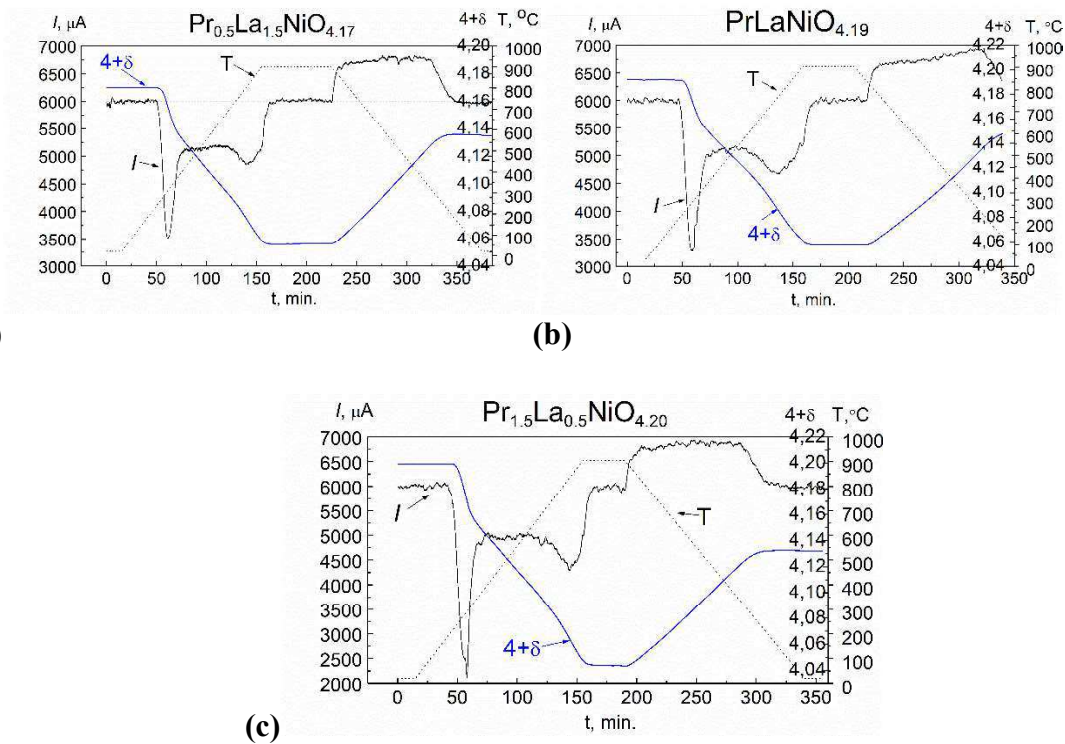 I, μA Pr0.5La1.5NiO4.17 4+δ T, °C
7000 4,20 1000
6500 4,18 900
6000 4,16 800
5500 4,14 700
5000 4,12 600
4500 4,10 500
4000 4,08 400
3500 4,06 300
3000 4,04 200
100
0
4+δ
T
I
0 50 100 150 200 250 300 350
t, min.
I, μA PrLaNiO4.19 4+δ T, °C
7000 4,22 1000
6500 4,20 900
6000 4,18 800
5500 4,16 700
5000 4,14 600
4500 4,12 500
4000 4,10 400
3500 4,08 300
3000 4,06 200
4,04 100
0
T
I
4+δ
0 50 100 150 200 250 300 350
t, min.
)
(b)
I, μA Pr1.5La0.5NiO4.20 4+δ T,°C
7000 4,22 1000
6500 4,20 900
6000 4,18 800
5500 4,16 700
5000 4,14 600
4500 4,12 500
4000 4,10 400
3500 4,08 300
3000 4,06 200
2500 4,04 100
2000 0
I
T
4+δ
0 50 100 150 200 250 300 350
t, min.
(c)